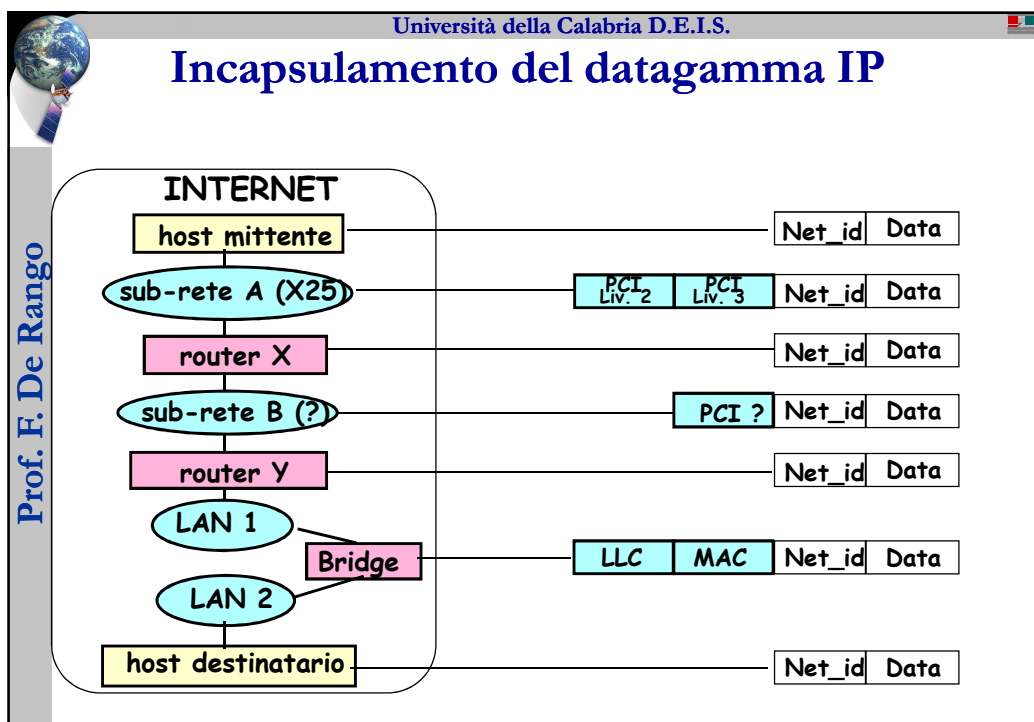 Università della Calabria D.E.I.S.
Incapsulamento del datagamma IP
Prof. F. De Rango
INTERNET
host mittente
Net_id Data
sub-rete A (X25)
PCI Liv. 2
PCI Liv. 3
Net_id Data
router X
Net_id Data
sub-rete B (?)
PCI ?
Net_id Data
router Y
Net_id Data
LAN 1
Bridge
LLC
MAC
Net_id Data
LAN 2
host destinatario
Net_id Data